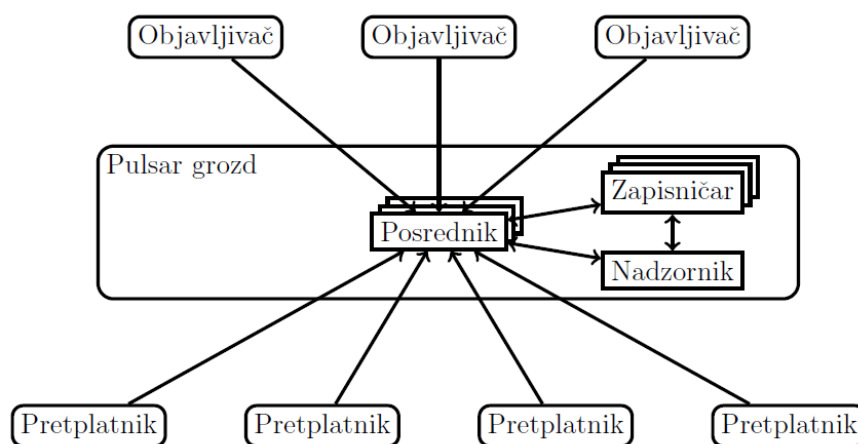 Objavljivač
Objavljivač
Objavljivač
Pulsar grozd
Zapisničar
Posrednik
Nadzornik
Pretplatnik
Pretplatnik
Pretplatnik
Pretplatnik